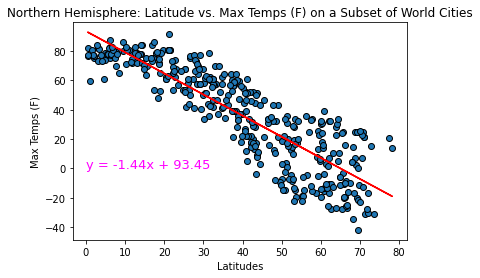 Northern Hemisphere: Latitude vs. Max Temps (F) on a Subset of World Cities
Max Temps (F)
80
60
40
20
0
−20
−40
y = -1.44x + 93.45
0 10 20 30 40 50 60 70 80
Latitudes